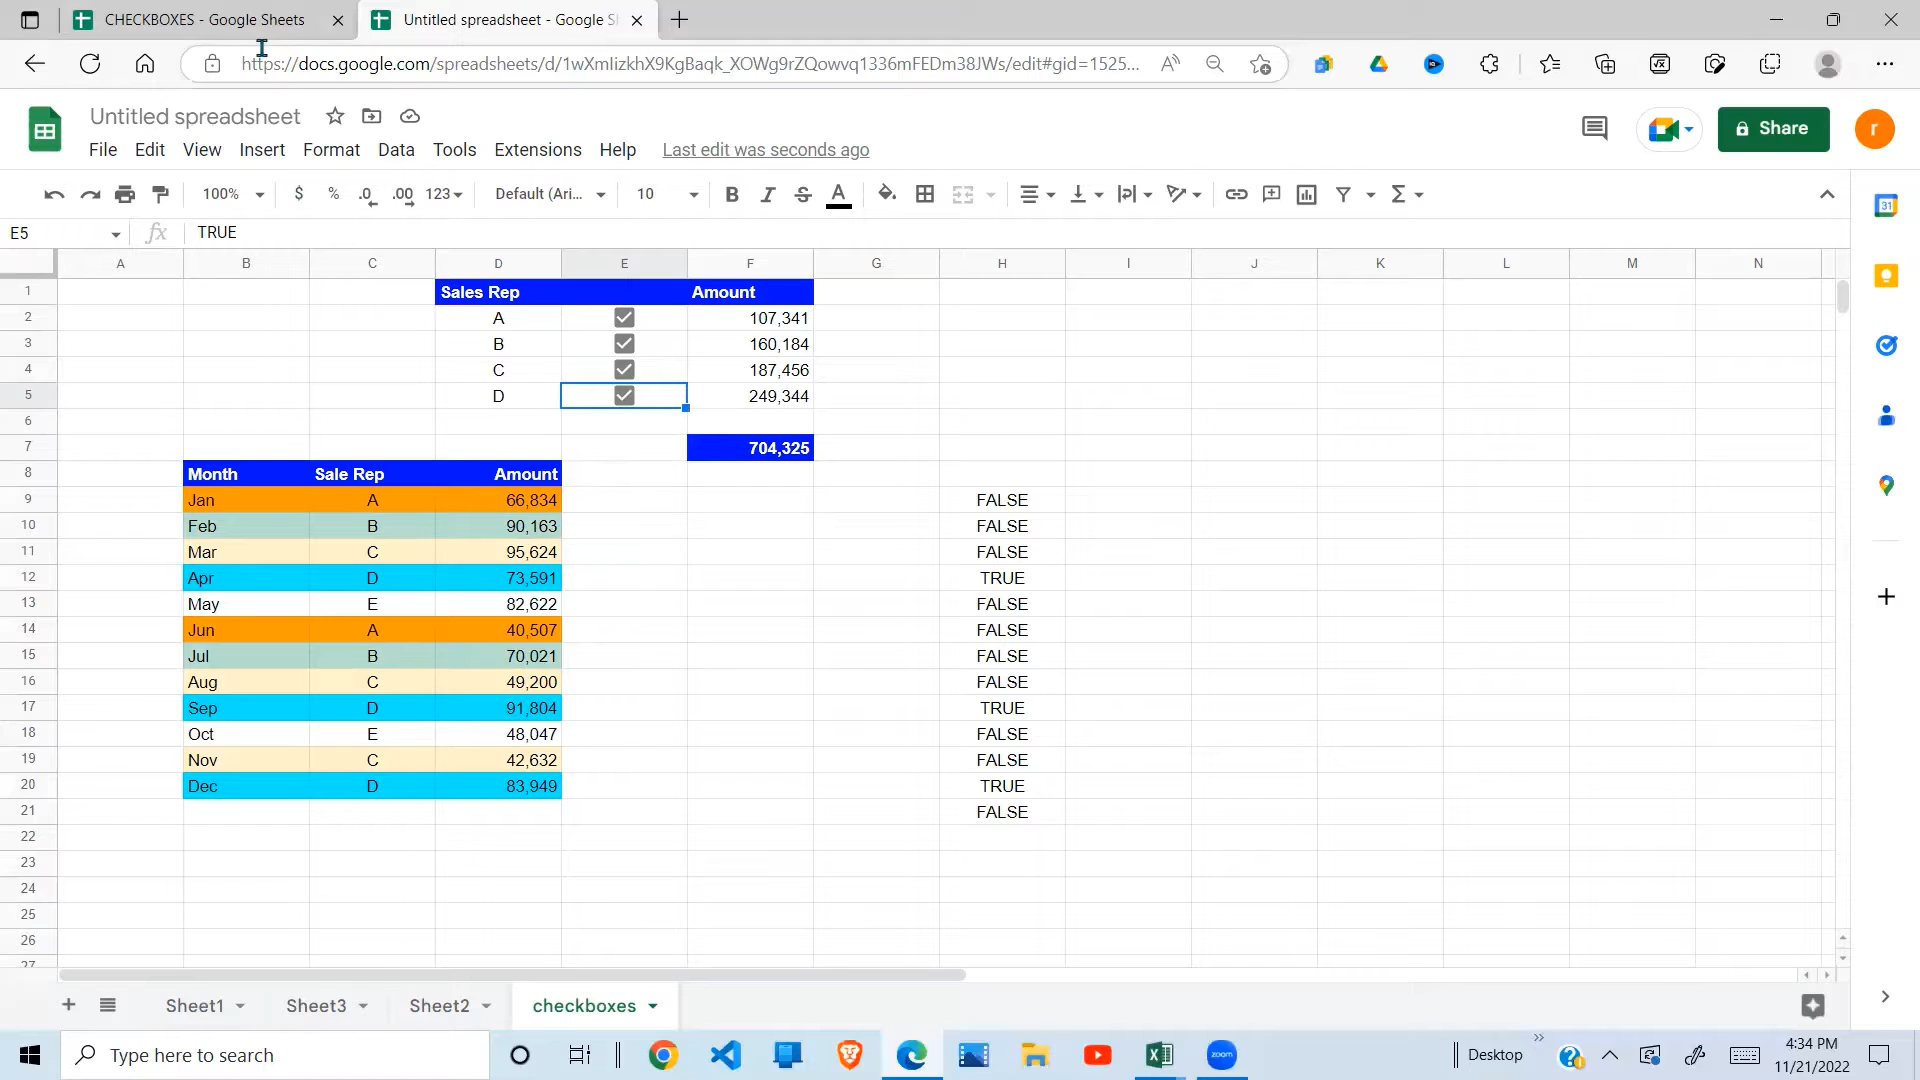 CHECKBOXES - Google Sheets
Untitled spreadsheet - Google S
https://docs.google.com/spreadsheets/d/1wXmIizkhX9KgBaqk_XOWg9rZQowvq1336mFEDm38JWs/edit#gid=1525...
Untitled spreadsheet
File Edit View Insert Format Data Tools Extensions Help Last edit was seconds ago
Share
r
100% $ % .0 .00 123 Default (Ari... 10 B I S A
31
E5 fx TRUE
A B C D E F G H I J K L M N
1 Sales Rep Amount
2 A 107,341
3 B 160,184
4 C 187,456
5 D 249,344
6
7 704,325
8 Month Sale Rep Amount
9 Jan A 66,834 FALSE
10 Feb B 90,163 FALSE
11 Mar C 95,624 FALSE
12 Apr D 73,591 TRUE
13 May E 82,622 FALSE
14 Jun A 40,507 FALSE
15 Jul B 70,021 FALSE
16 Aug C 49,200 FALSE
17 Sep D 91,804 TRUE
18 Oct E 48,047 FALSE
19 Nov C 42,632 FALSE
20 Dec D 83,949 TRUE
21 FALSE
22
23
24
25
26
27
Sheet1 Sheet3 Sheet2 checkboxes
Type here to search
zoom
Desktop
4:34 PM
11/21/2022